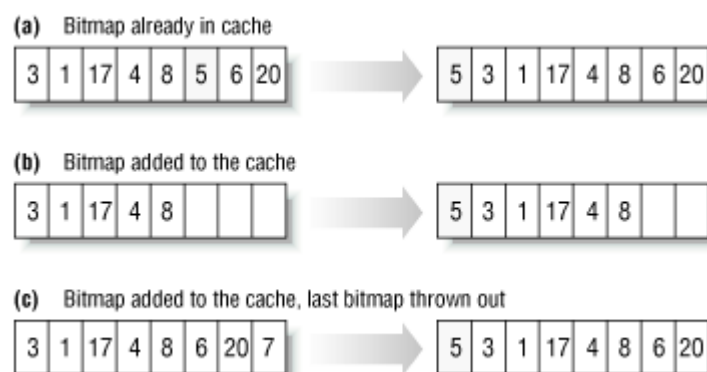 (a) Bitmap already in cache
3 1 17 4 8 5 6 20 5 3 1 17 4 8 6 20
(b) Bitmap added to the cache
3 1 17 4 8 5 3 1 17 4 8
(c) Bitmap added to the cache, last bitmap thrown out
3 1 17 4 8 6 20 7 5 3 1 17 4 8 6 20